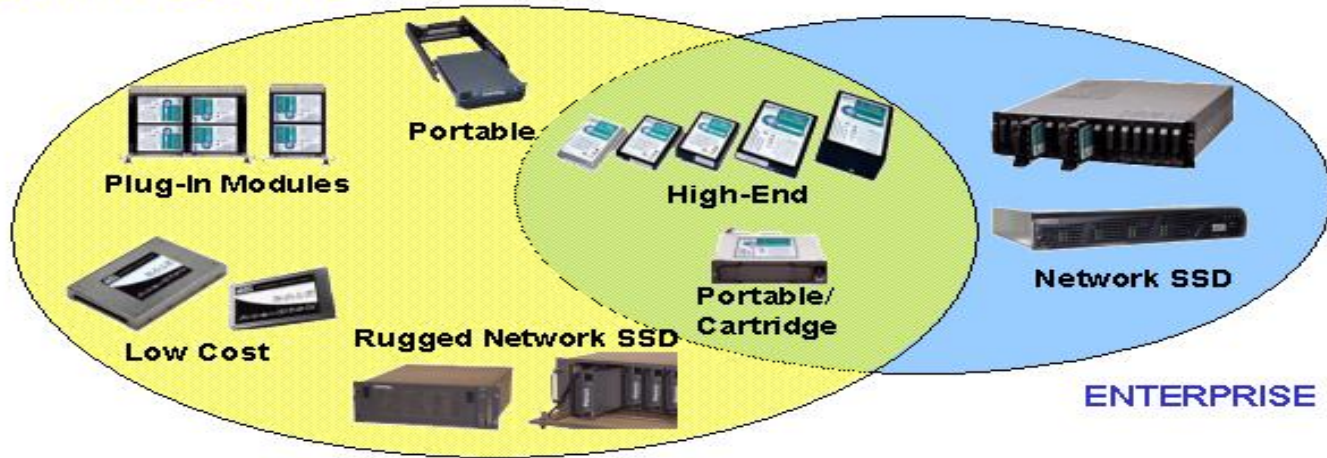 Portable
Plug-In Modules
High-End
Network SSD
Portable/
Cartridge
Rugged Network SSD
Low Cost
ENTERPRISE